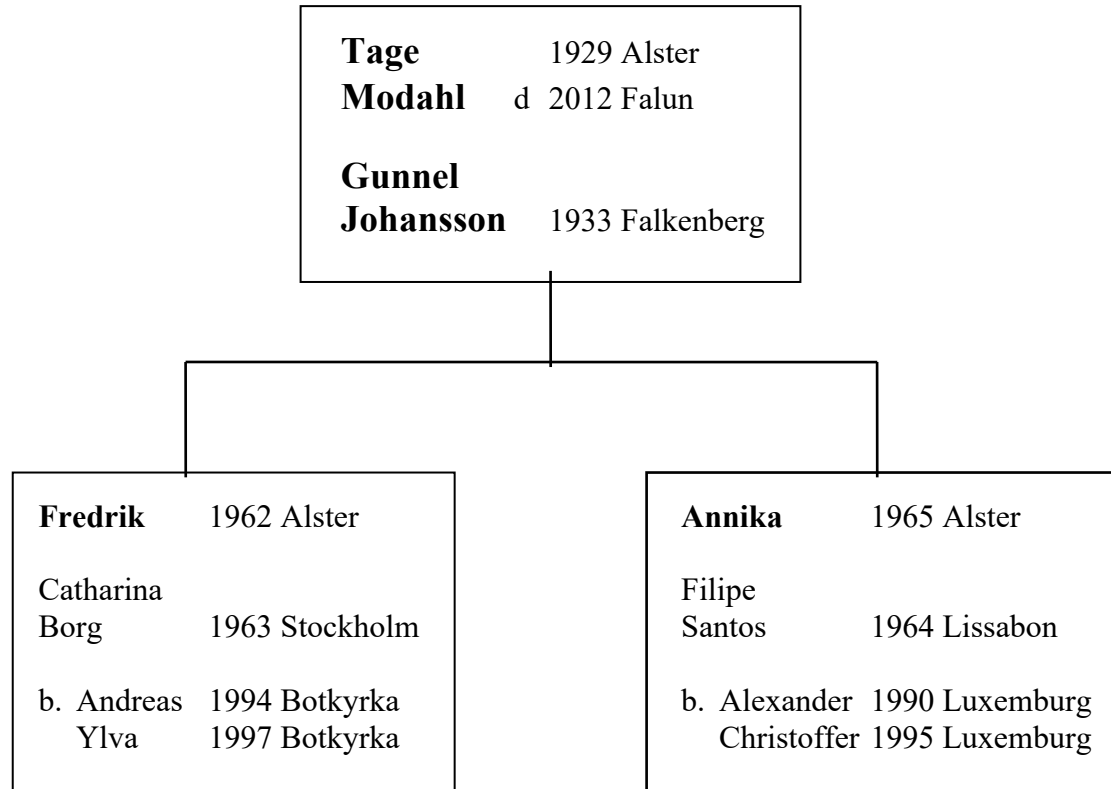 Tage 1929 Alster
Modahl d 2012 Falun
Gunnel
Johansson 1933 Falkenberg
Fredrik 1962 Alster
Catharina
Borg 1963 Stockholm
b. Andreas 1994 Botkyrka
Ylva 1997 Botkyrka
Annika 1965 Alster
Filipe
Santos 1964 Lissabon
b. Alexander 1990 Luxemburg
Christoffer 1995 Luxemburg